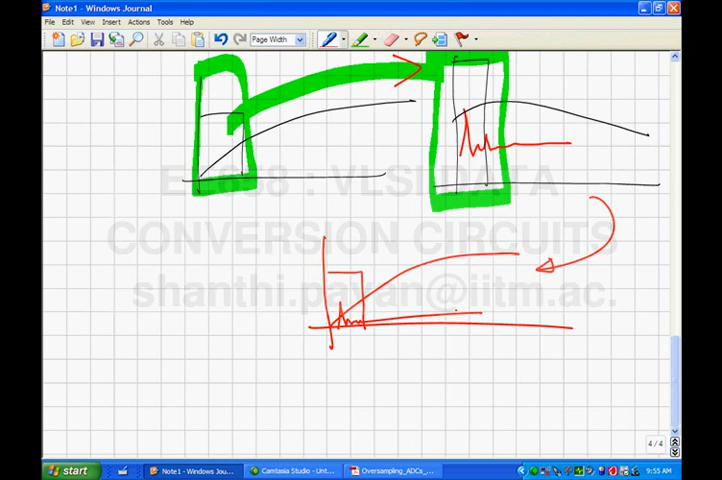 Note1 - Windows Journal
File Edit View Insert Actions Tools Help
Page Width
EE658 : VLSI DATA
CONVERSION CIRCUITS
shanthi.pavan@iitm.ac.
4/4
start
Note1 - Windows Jou...
Camtasia Studio - Unt...
Oversampling_ADCs_...
9:55 AM